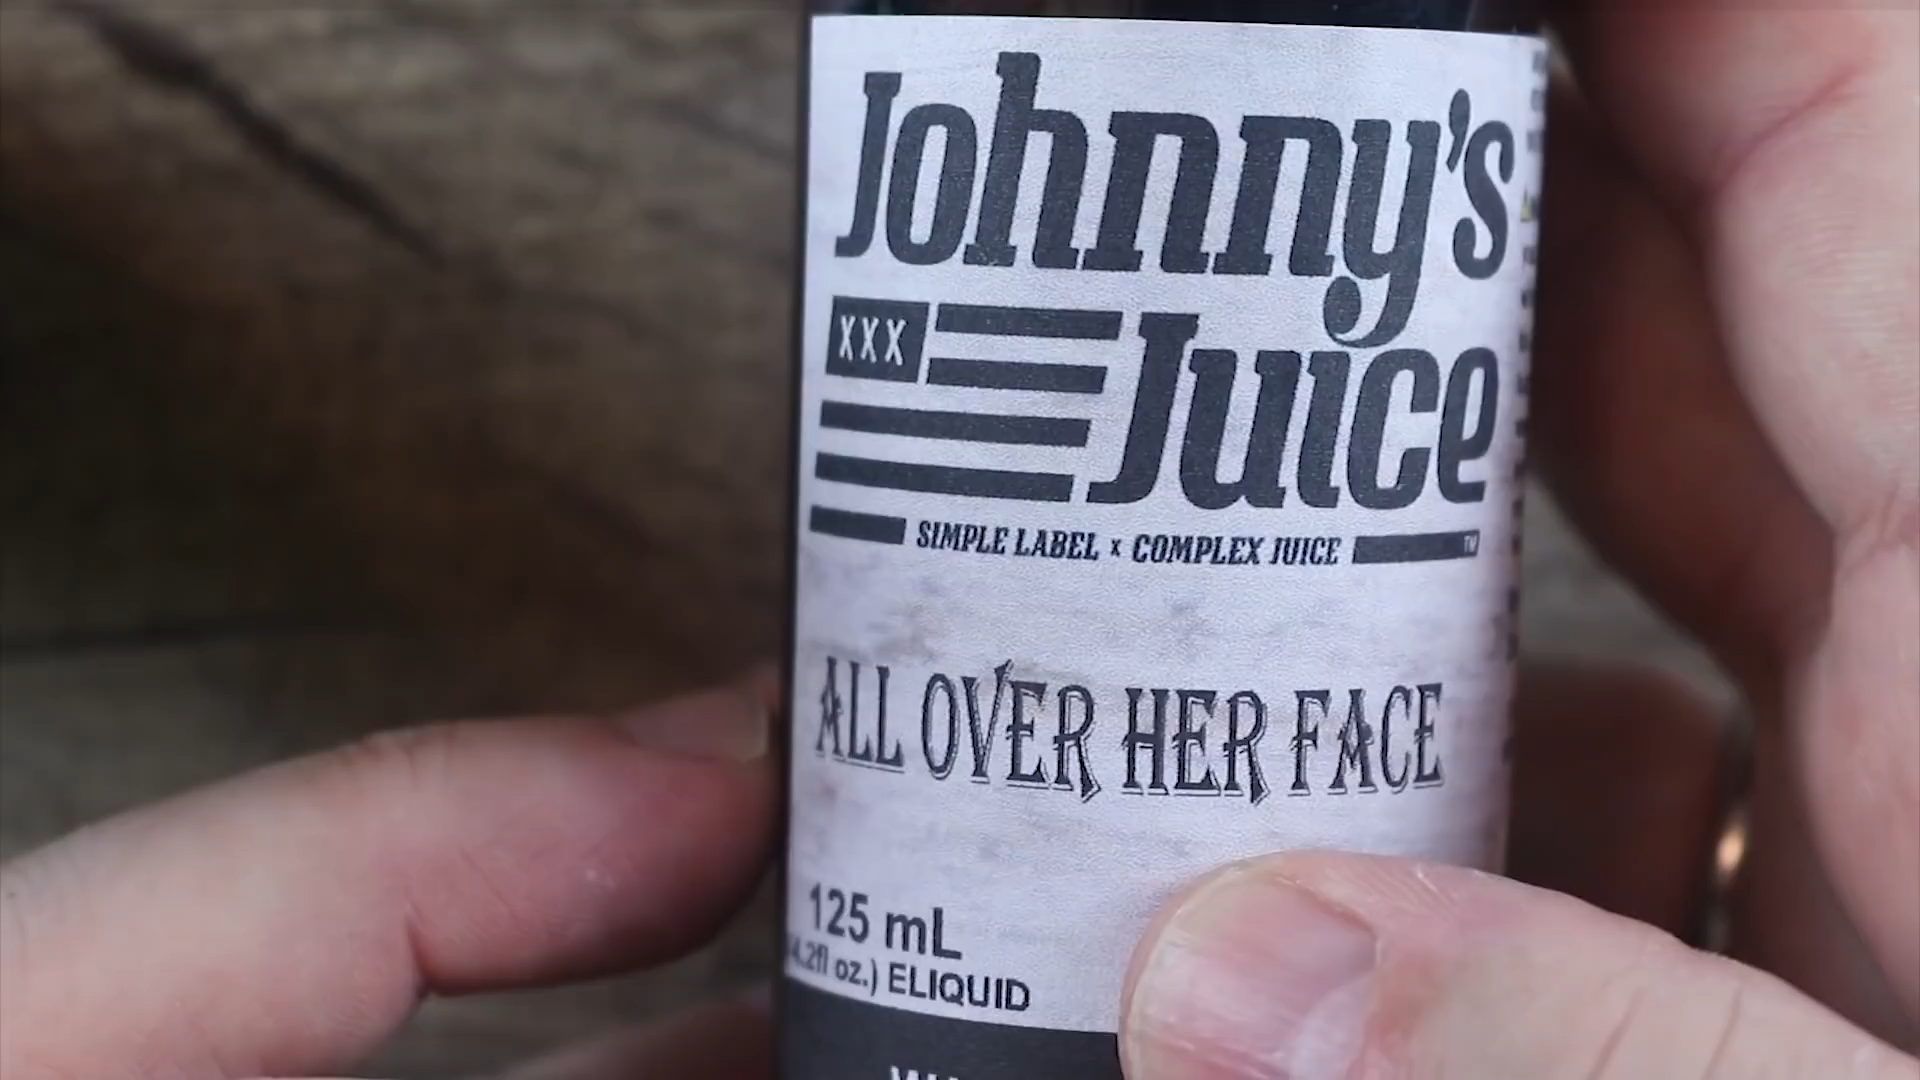 Johnny's
XXX
Juice
SIMPLE LABEL x COMPLEX JUICE TM
ALL OVER HER FACE
125 mL
4.2fl oz.) ELIQUID